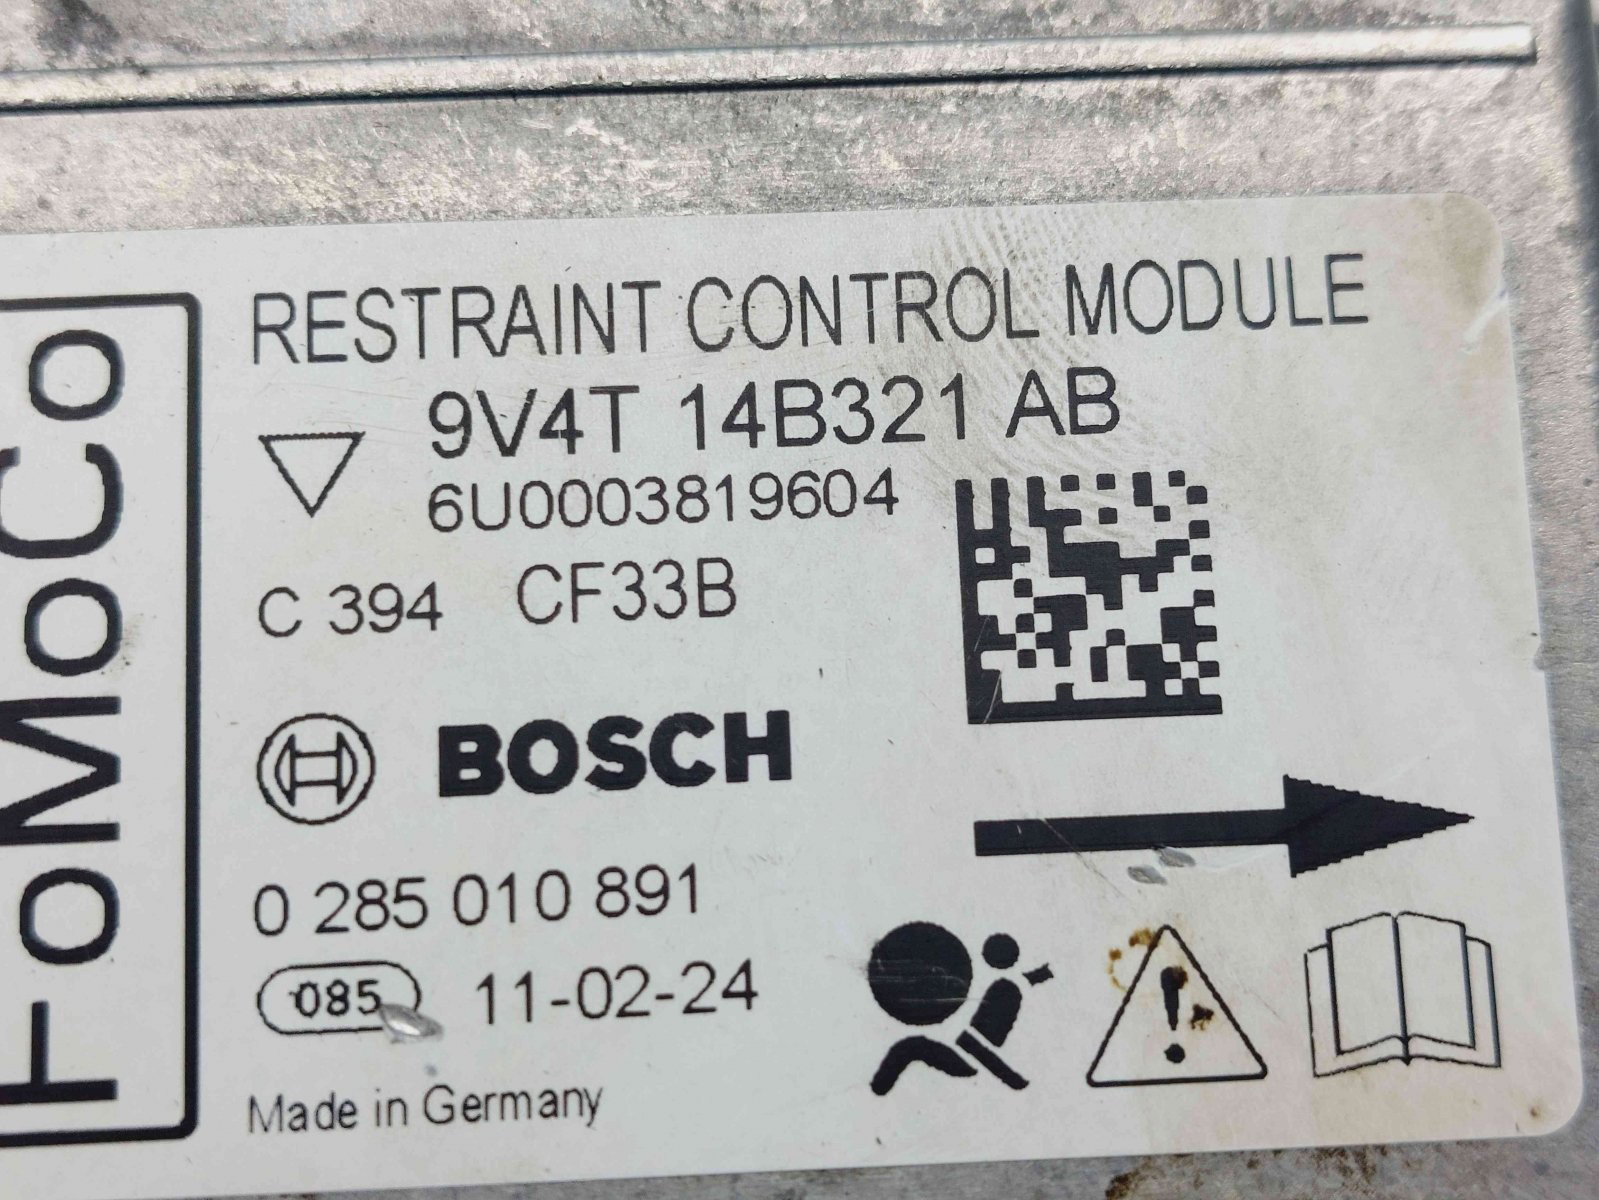 FoMoCo
RESTRAINT CONTROL MODULE
9V4T 14B321 AB
6U0003819604
C 394 CF33B
BOSCH
0 285 010 891
085 11-02-24
Made in Germany